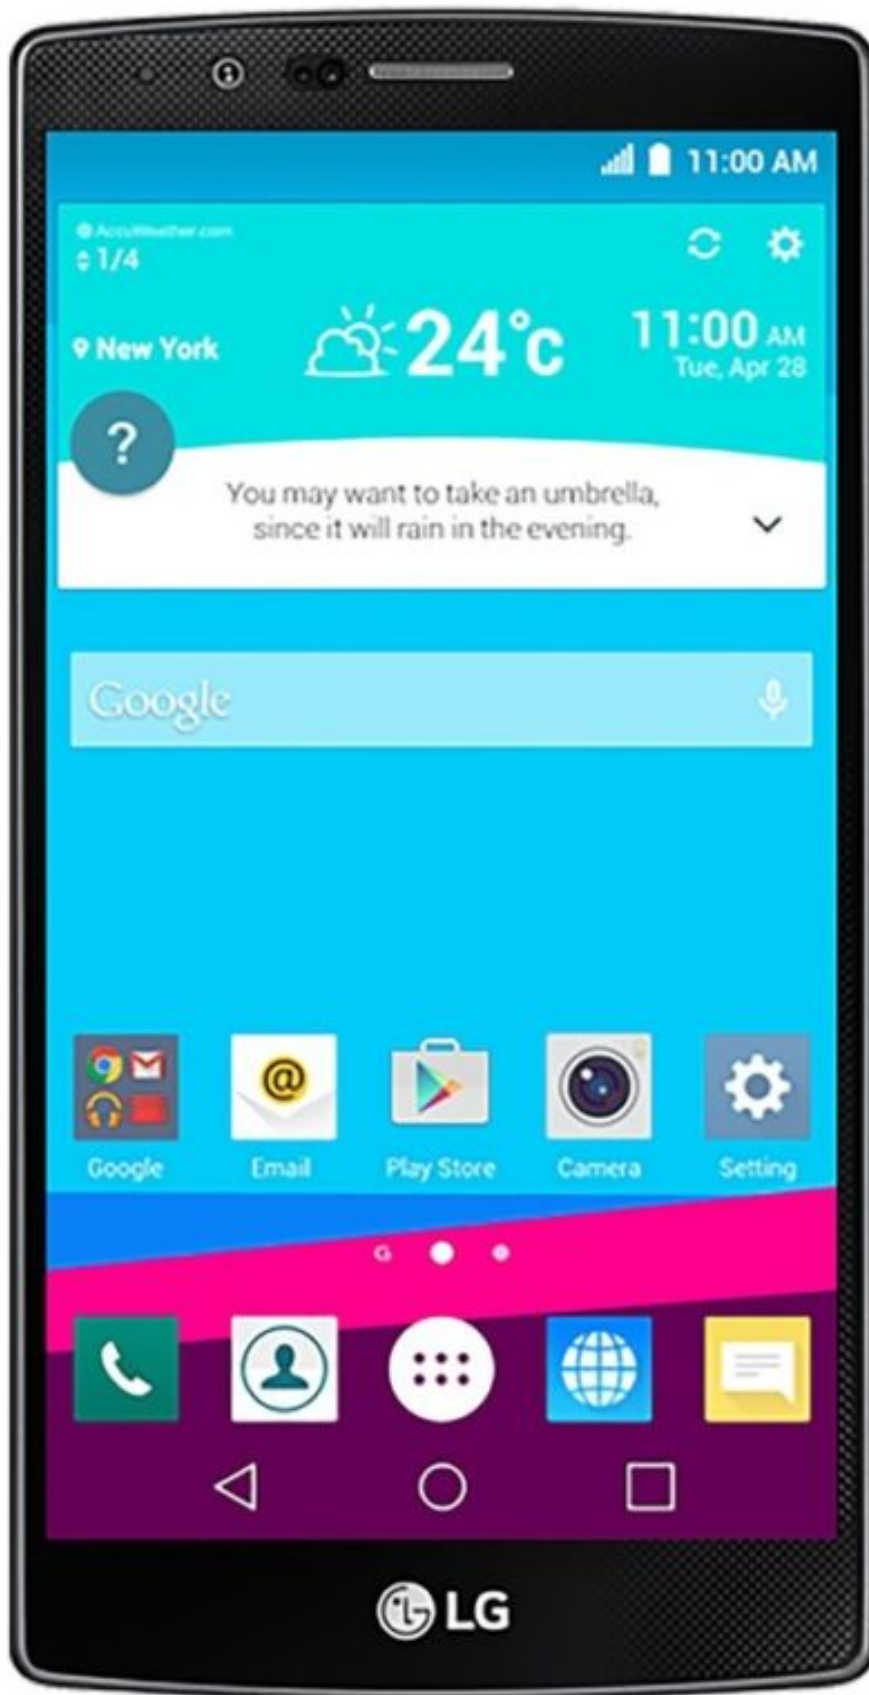 11:00 AM
AccuWeather.com
1/4
New York
24°c
11:00 AM
Tue, Apr 28
?
You may want to take an umbrella,
since it will rain in the evening.
Google
@
Google
Email
Play Store
Camera
Setting
G
LG